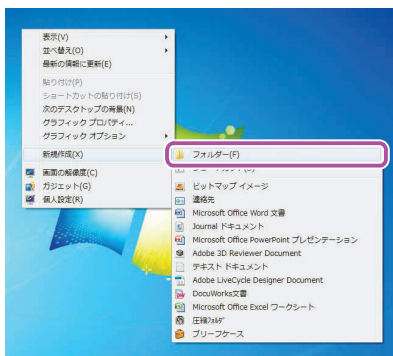 表示(V)
並べ替え(O)
最新の情報に更新(E)
貼り付け(P)
ショートカットの貼り付け(S)
次のデスクトップの背景(N)
グラフィック プロパティ...
グラフィック オプション
新規作成(X)
画面の解像度(C)
ガジェット(G)
個人設定(R)
フォルダー(F)
ビットマップ イメージ
連絡先
Microsoft Office Word 文書
Journal ドキュメント
Microsoft Office PowerPoint プレゼンテーション
Adobe 3D Reviewer Document
テキスト ドキュメント
Adobe LiveCycle Designer Document
DocuWorks文書
Microsoft Office Excel ワークシート
圧縮フォルダ
ブリーフケース